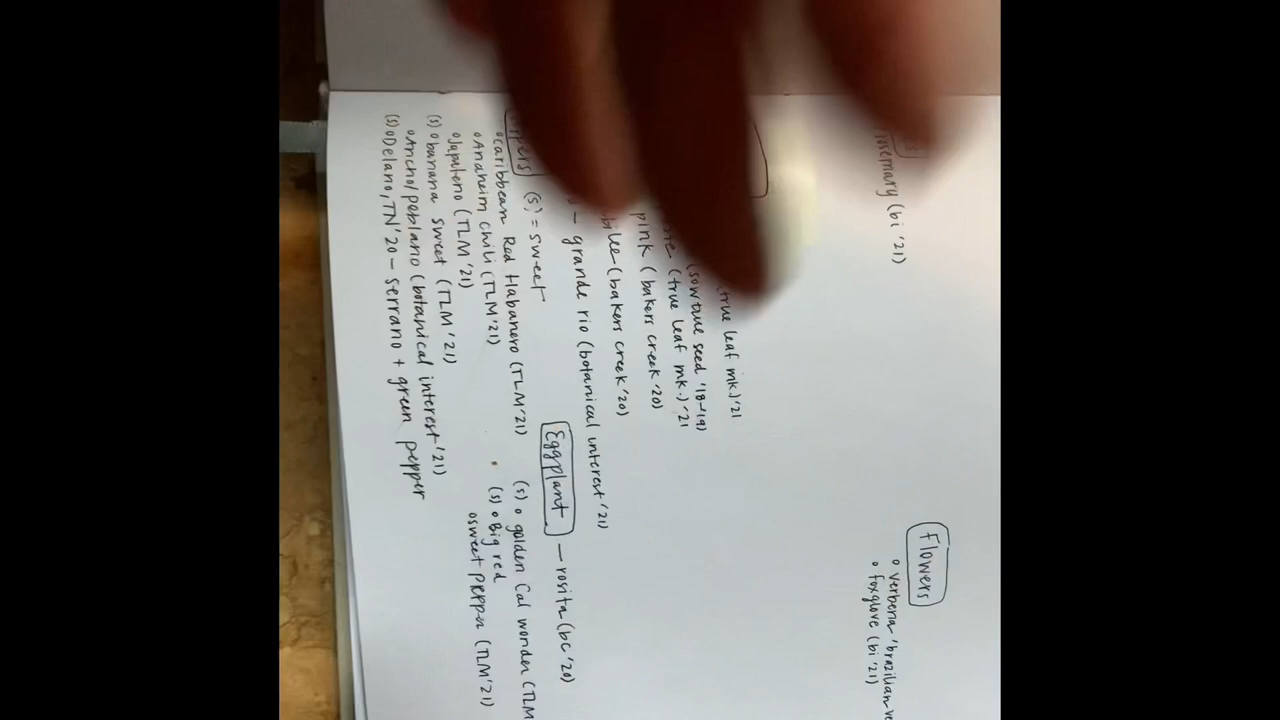 rosemary (bi '21)
Flowers
o verbena 'brazilian
o foxglove (bi '21)
(true leaf mk.) '21
(sow true seed '18-'19)
(true leaf mk.) '21
pink (bakers creek '20)
(bakers creek '20)
- grande rio (botanical interest '21)
Eggplant - rosita (bc '20)
(s) = sweet
o caribbean Red Habanero (TLM '21)
o Anaheim chili (TLM '21)
o Japaleno (TLM '21)
(s) o banana sweet (TLM '21)
o Ancho/poblano (botanical interest '21)
(s) o Delano, TN '20 - serrano + green pepper
(s) o golden Cal wonder (TLM
(s) o Big red
o sweet pepper (TLM '21)